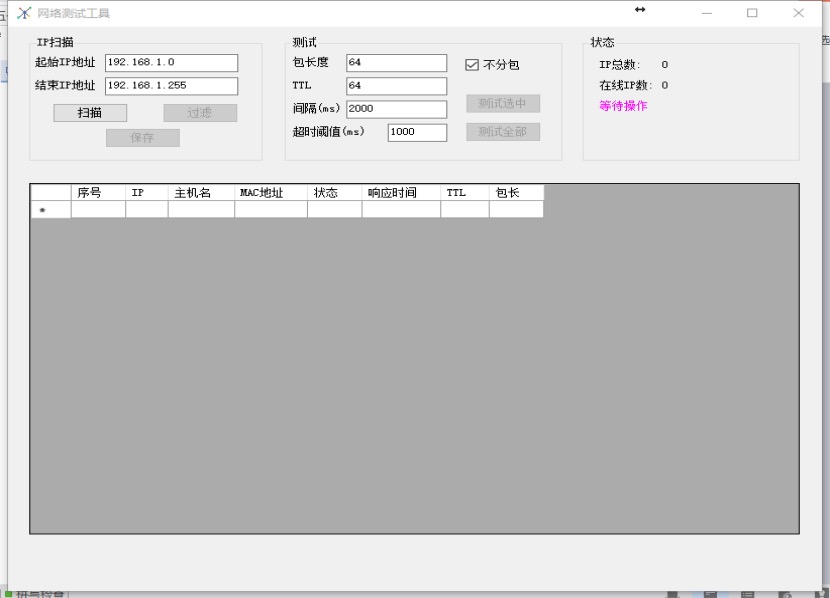 网络测试工具
IP扫描
起始IP地址 192.168.1.0
结束IP地址 192.168.1.255
扫描 过滤
保存
测试
包长度 64 不分包
TTL 64
间隔(ms) 2000 测试选中
超时阈值(ms) 1000 测试全部
状态
IP总数: 0
在线IP数: 0
等待操作
序号 IP 主机名 MAC地址 状态 响应时间 TTL 包长
*